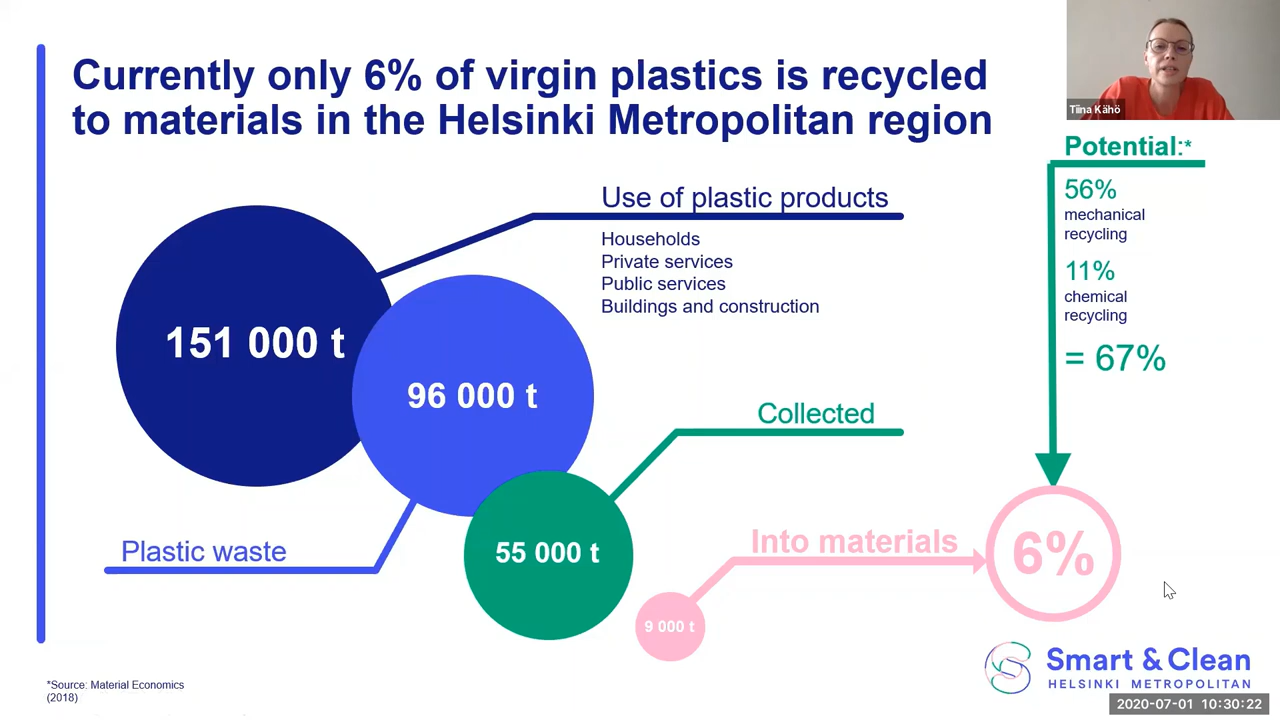 Currently only 6% of virgin plastics is recycled
to materials in the Helsinki Metropolitan region
Tiina Kähö
Potential:*
56%
mechanical
recycling
11%
chemical
recycling
= 67%
Use of plastic products
Households
Private services
Public services
Buildings and construction
151 000 t
96 000 t
Collected
Plastic waste
55 000 t
Into materials
6%
9 000 t
*Source: Material Economics
(2018)
Smart & Clean
HELSINKI METROPOLITAN
2020-07-01 10:30:22